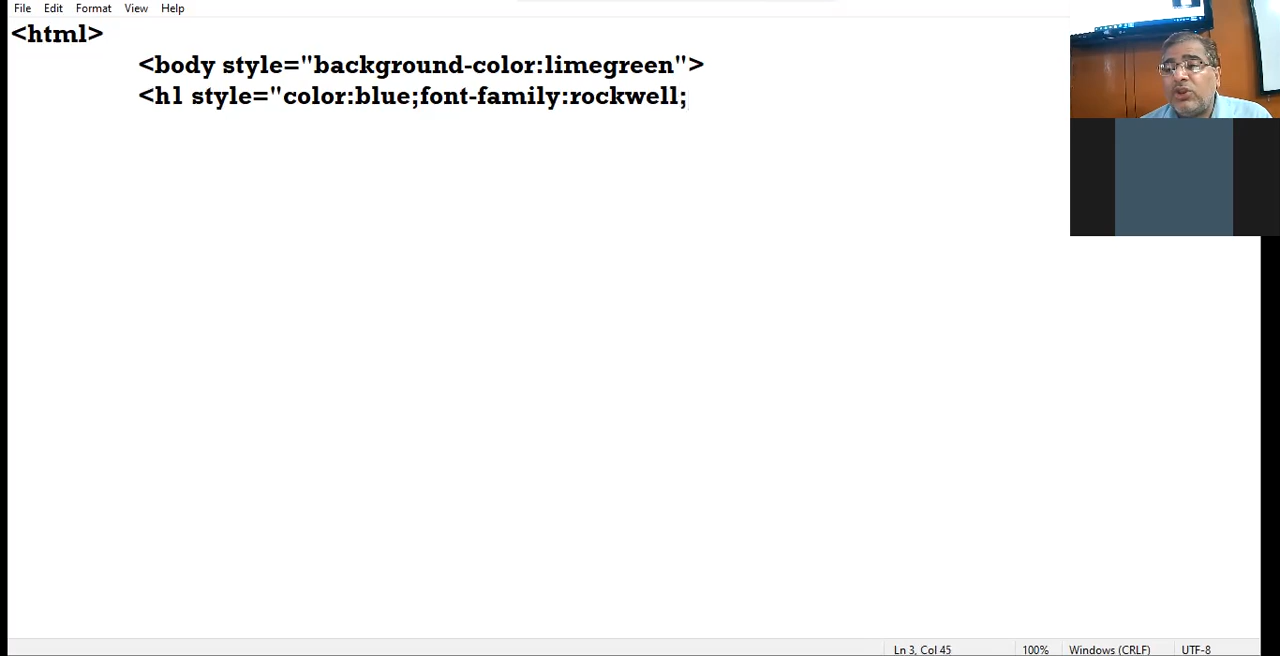 File Edit Format View Help
<html>
<body style="background-color:limegreen">
<h1 style="color:blue;font-family:rockwell;
Ln 3, Col 45 100% Windows (CRLF) UTF-8